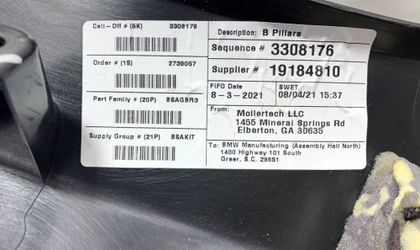 Call-Off # (6K) 3308176
Order # (1S) 2739057
Part Family # (20P) BSAGBR3
Supply Group # (21P) BSAKIT
Description: B Pillars
Sequence # 3308176
Supplier # 19184810
FIFO Date SWET
8-3-2021 08/04/21 15:37
From: Mollertech LLC
1455 Mineral Springs Rd
Elberton, GA 30635
To: BMW Manufacturing (Assembly Hall North)
1400 Highway 101 South
Greer, S.C. 29651